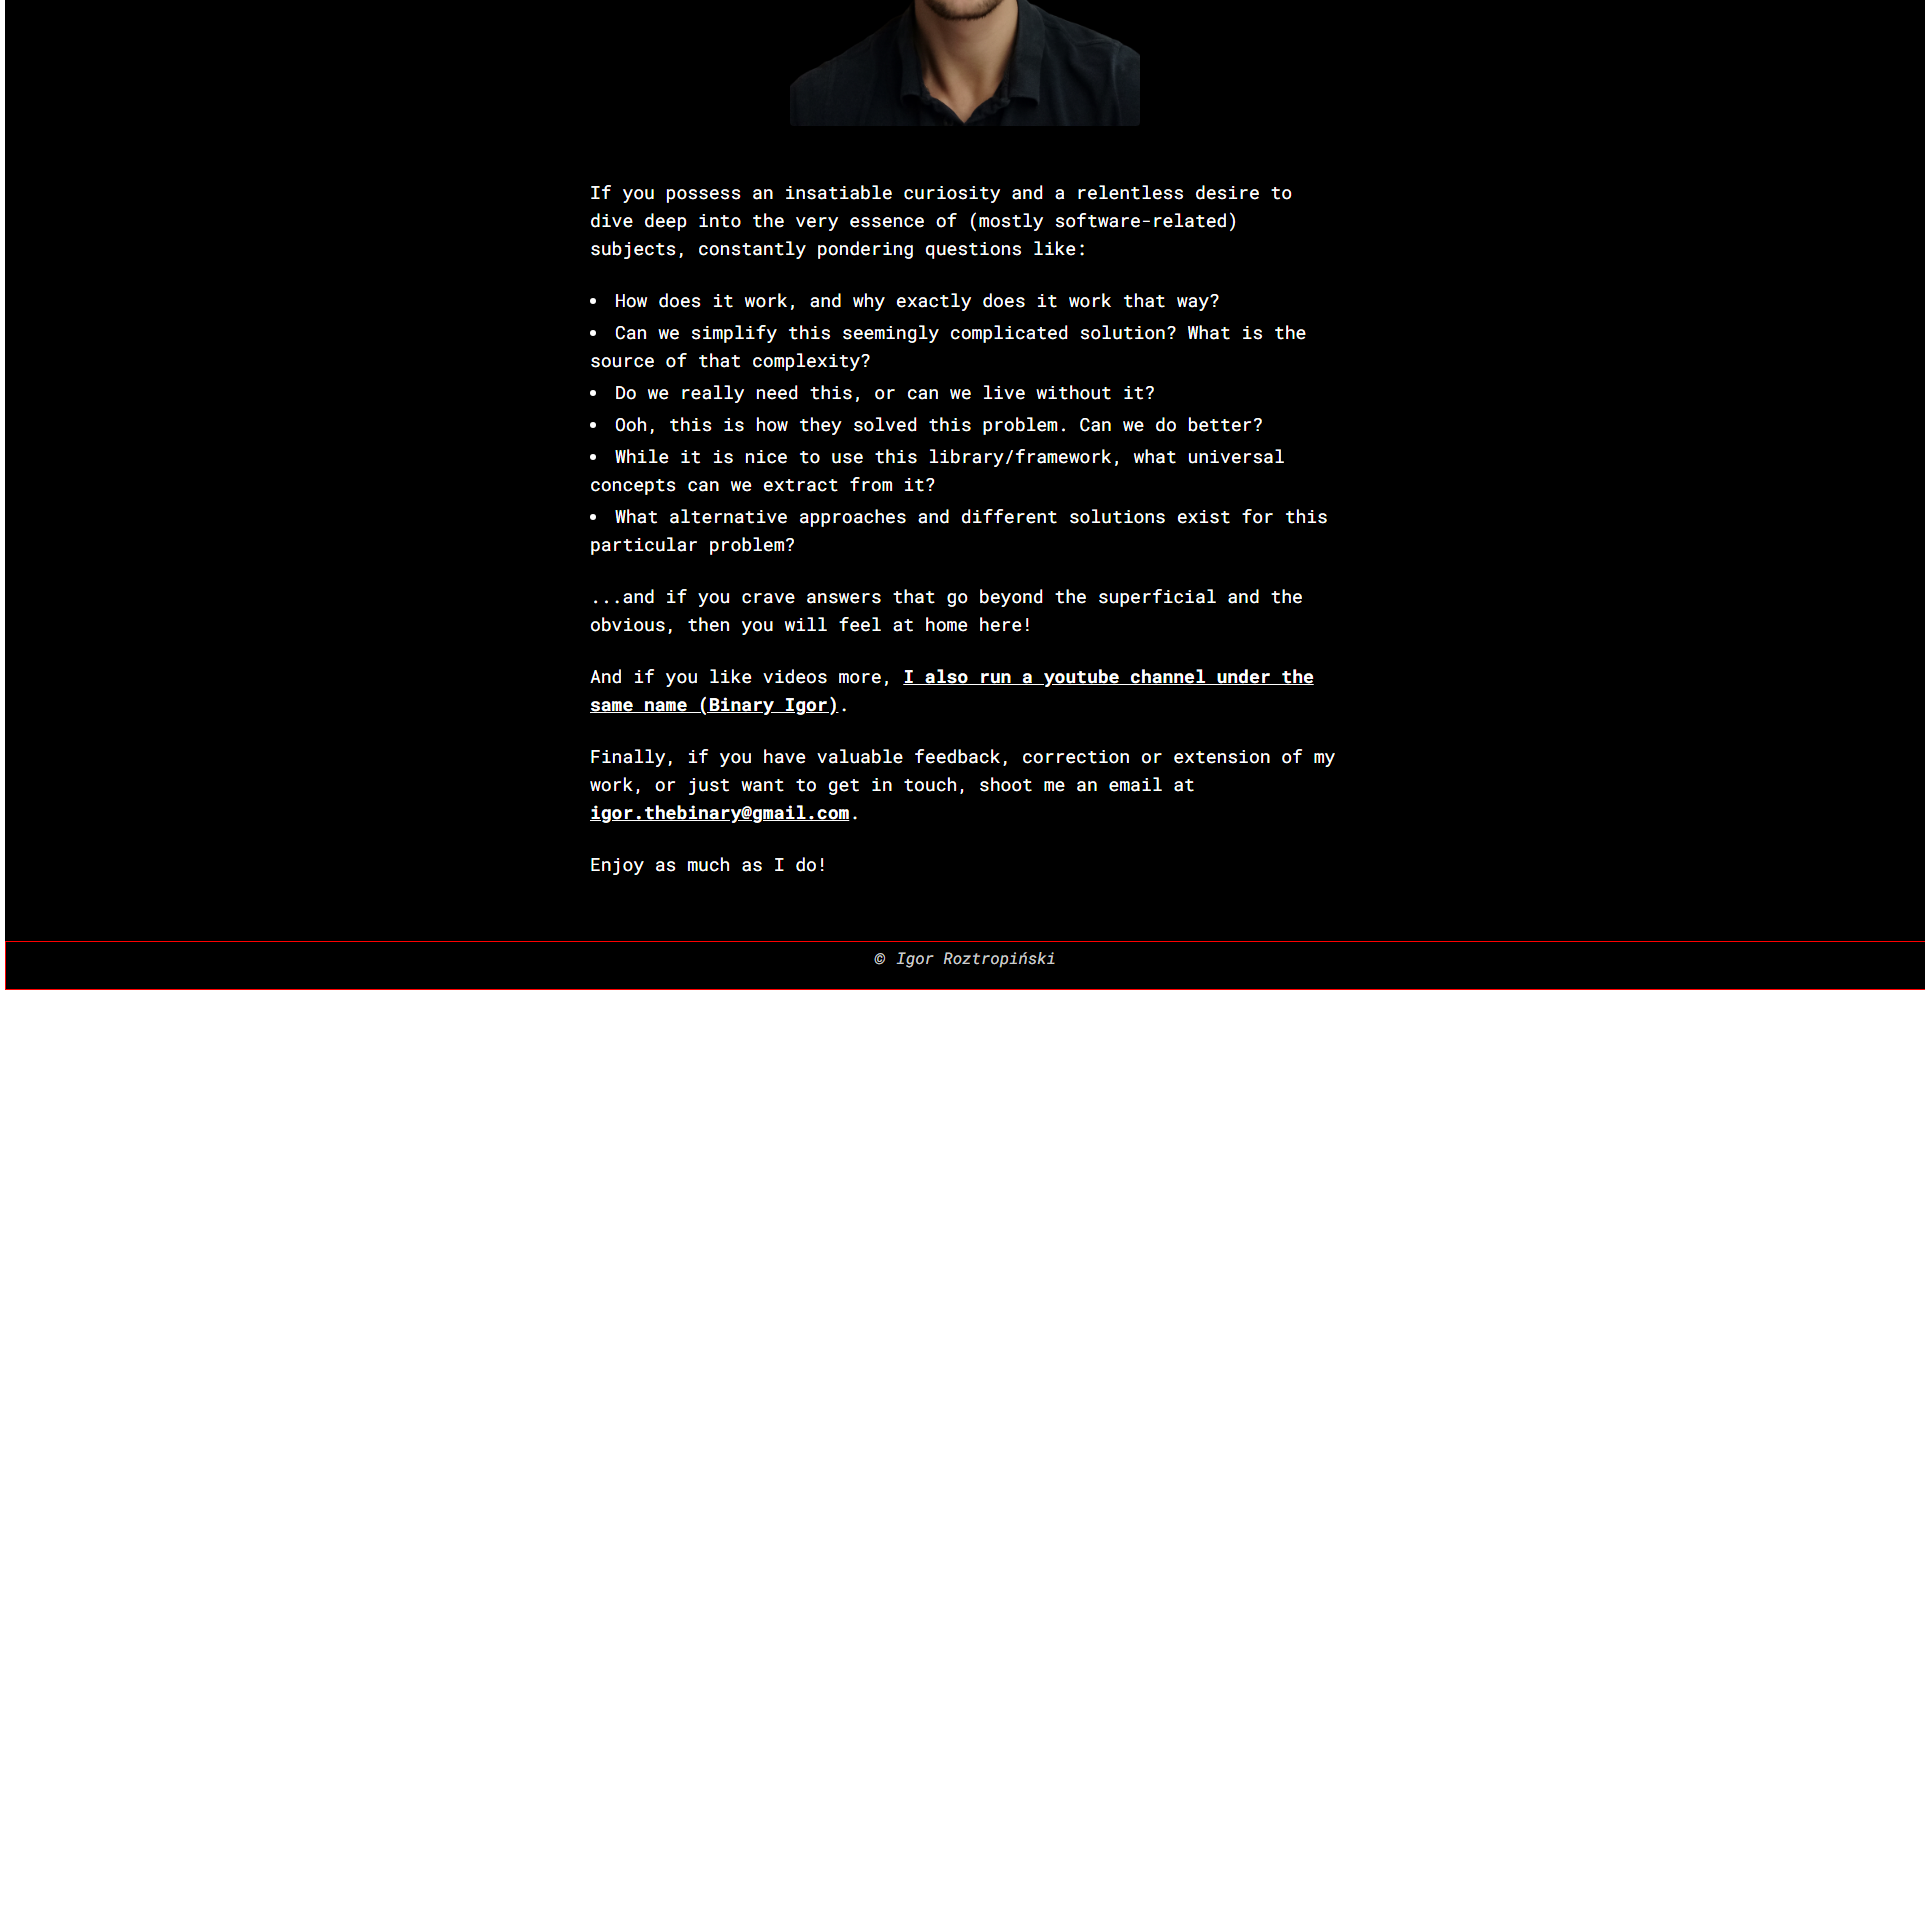 If you possess an insatiable curiosity and a relentless desire to
dive deep into the very essence of (mostly software-related)
subjects, constantly pondering questions like:
• How does it work, and why exactly does it work that way?
• Can we simplify this seemingly complicated solution? What is the
source of that complexity?
• Do we really need this, or can we live without it?
• Ooh, this is how they solved this problem. Can we do better?
• While it is nice to use this library/framework, what universal
concepts can we extract from it?
• What alternative approaches and different solutions exist for this
particular problem?
...and if you crave answers that go beyond the superficial and the
obvious, then you will feel at home here!
And if you like videos more, I also run a youtube channel under the
same name (Binary Igor).
Finally, if you have valuable feedback, correction or extension of my
work, or just want to get in touch, shoot me an email at
igor.thebinary@gmail.com.
Enjoy as much as I do!
© Igor Roztropiński